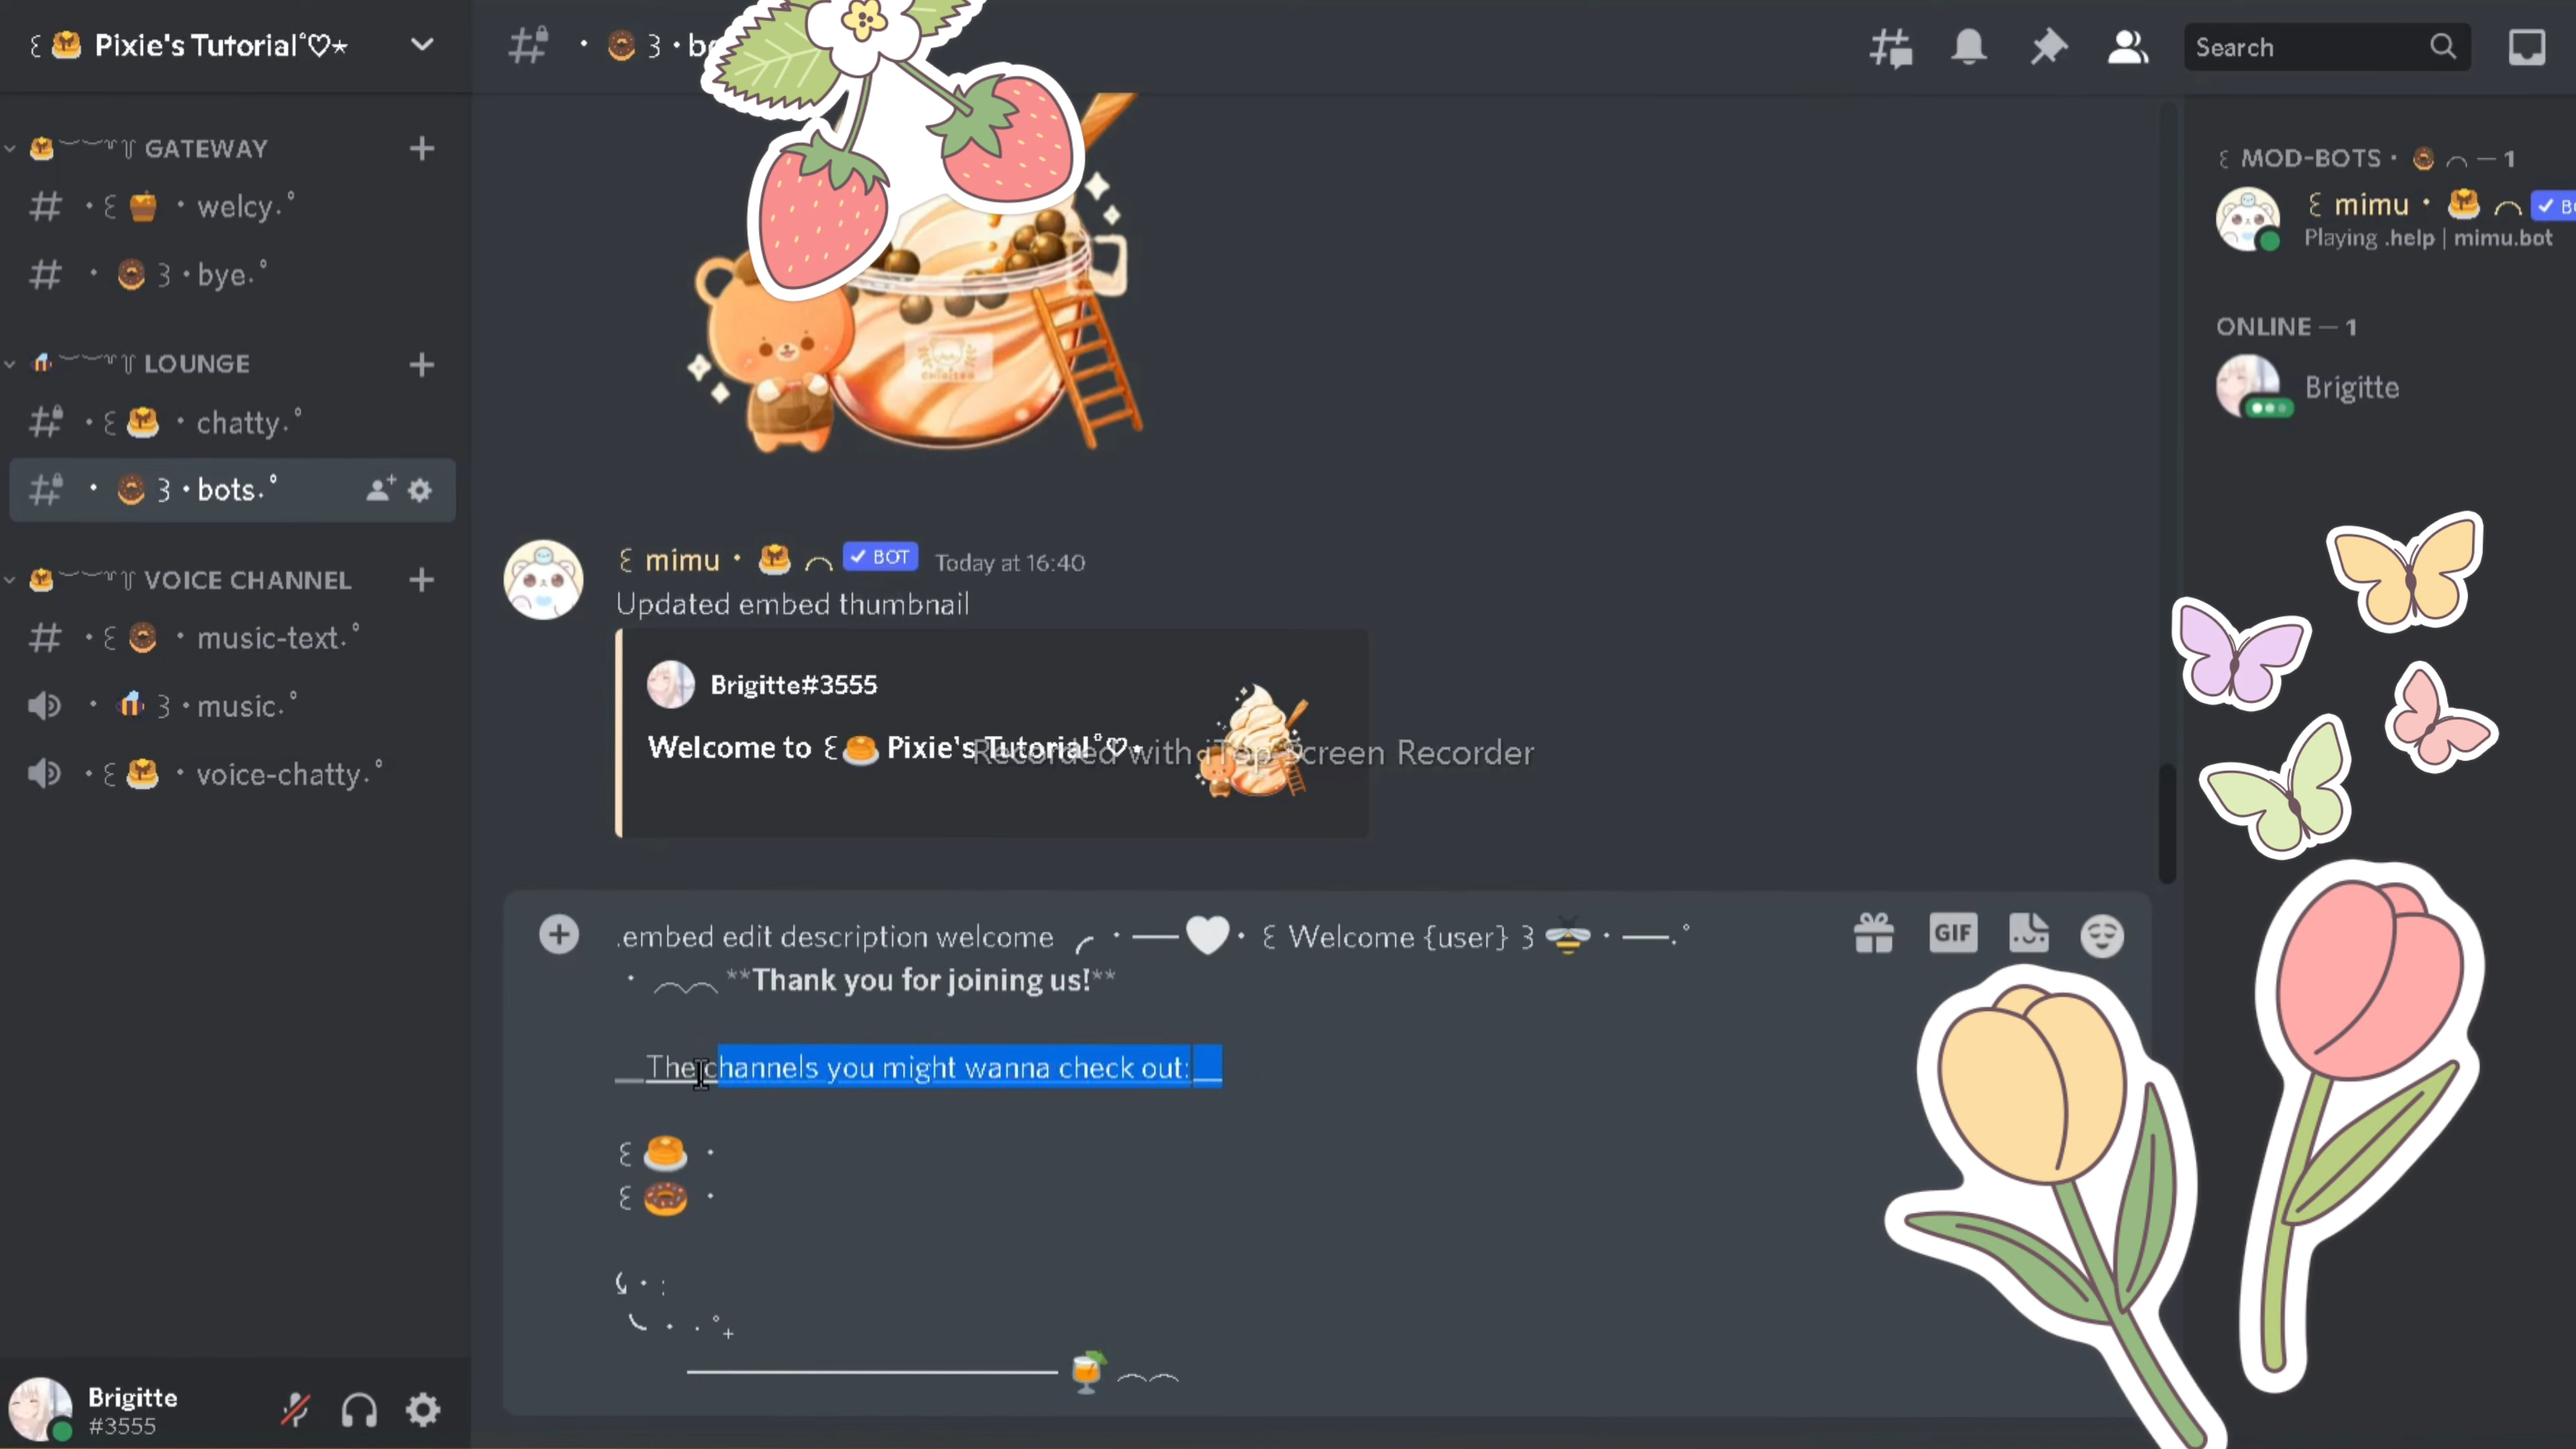 ꒰ 🥞 Pixie's Tutorial˚♡⋆
🥞 ︶︶꒷꒦ GATEWAY
# ・꒰ 🍯 ・welcy.˚
# ・ 🍩 ꒱・bye.˚
🐝 ︶︶꒷꒦ LOUNGE
# ・꒰ 🥞 ・chatty.˚
# ・ 🍩 ꒱・bots.˚
🥞 ︶︶꒷꒦ VOICE CHANNEL
# ・꒰ 🍩 ・music-text.˚
・ 🐝 ꒱・music.˚
・꒰ 🥞 ・voice-chatty.˚
Brigitte
#3555
# ・ 🍩 ꒱・
Search
꒰ mimu・ 🥞 ⌒ ✓ BOT Today at 16:40
Updated embed thumbnail
Brigitte#3555
Welcome to ꒰🥞 Pixie's Tutorial˚♡⋆
Recorded with iTop Screen Recorder
.embed edit description welcome ╭ ・── 🤍・ ꒰ Welcome {user} ꒱ 🐝 ・──.˚
・ ︵︵ **Thank you for joining us!**
__The channels you might wanna check out:__
꒰ 🥞 ・
꒰ 🍩 ・
⤹・:
╰ ・ . ˚₊
──────────── 🍹 ︵︵
GIF
꒰ MOD-BOTS・ 🍩 ⌒ — 1
꒰ mimu・ 🥞 ⌒ ✓
Playing .help | mimu.bot
ONLINE — 1
Brigitte